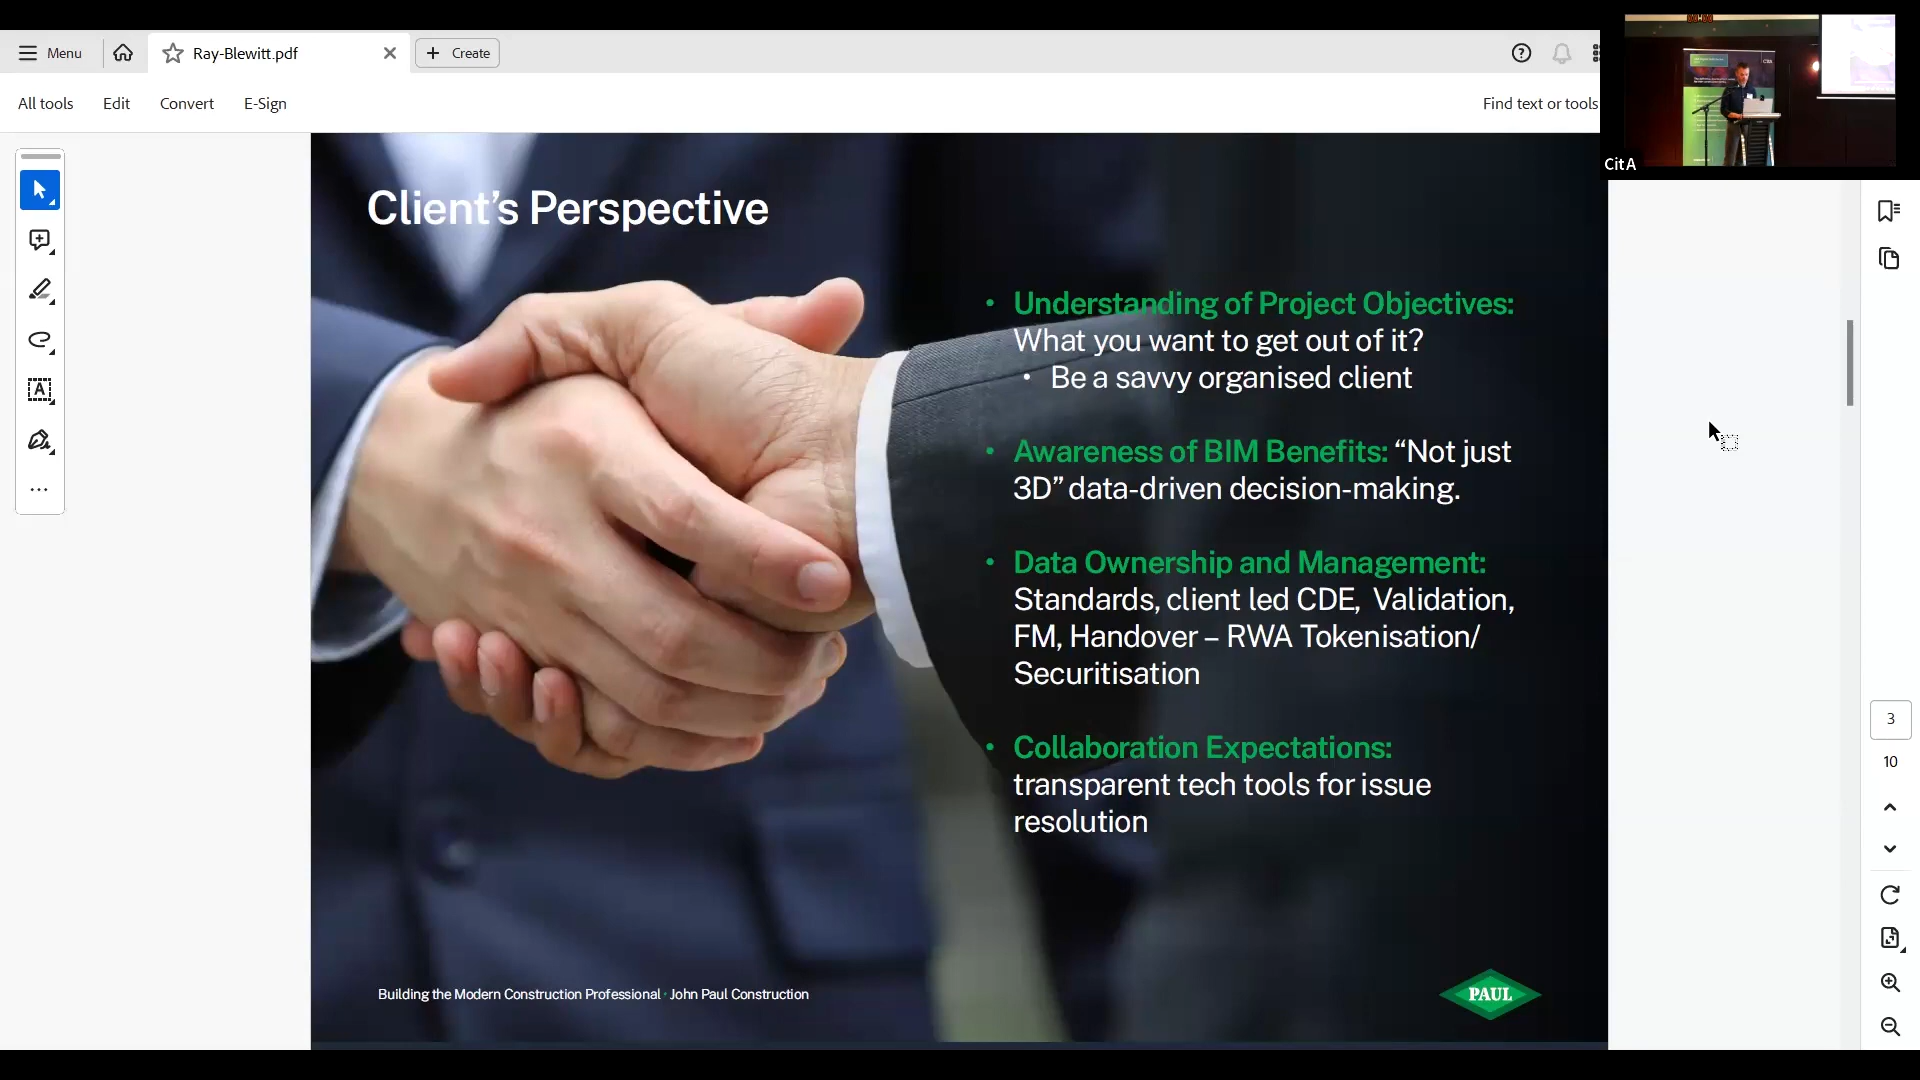 Menu
Ray-Blewitt.pdf
Create
All tools
Edit
Convert
E-Sign
Find text or tools
CitA
Client's Perspective
• Understanding of Project Objectives:
What you want to get out of it?
• Be a savvy organised client
• Awareness of BIM Benefits: “Not just
3D” data-driven decision-making.
• Data Ownership and Management:
Standards, client led CDE, Validation,
FM, Handover – RWA Tokenisation/
Securitisation
• Collaboration Expectations:
transparent tech tools for issue
resolution
3
10
Building the Modern Construction Professional · John Paul Construction
PAUL